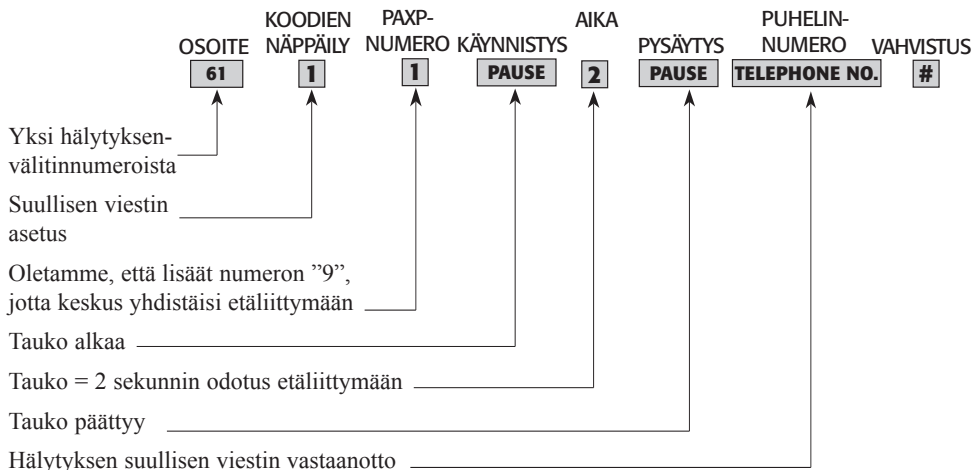 KOODIEN PAXP- AIKA PUHELIN-
OSOITE NÄPPÄILY NUMERO KÄYNNISTYS PYSÄYTYS NUMERO VAHVISTUS
61 1 1 PAUSE 2 PAUSE TELEPHONE NO. #
Yksi hälytyksen-
välitinnumeroista
Suullisen viestin
asetus
Oletamme, että lisäät numeron ”9”,
jotta keskus yhdistäisi etäliittymään
Tauko alkaa
Tauko = 2 sekunnin odotus etäliittymään
Tauko päättyy
Hälytyksen suullisen viestin vastaanotto